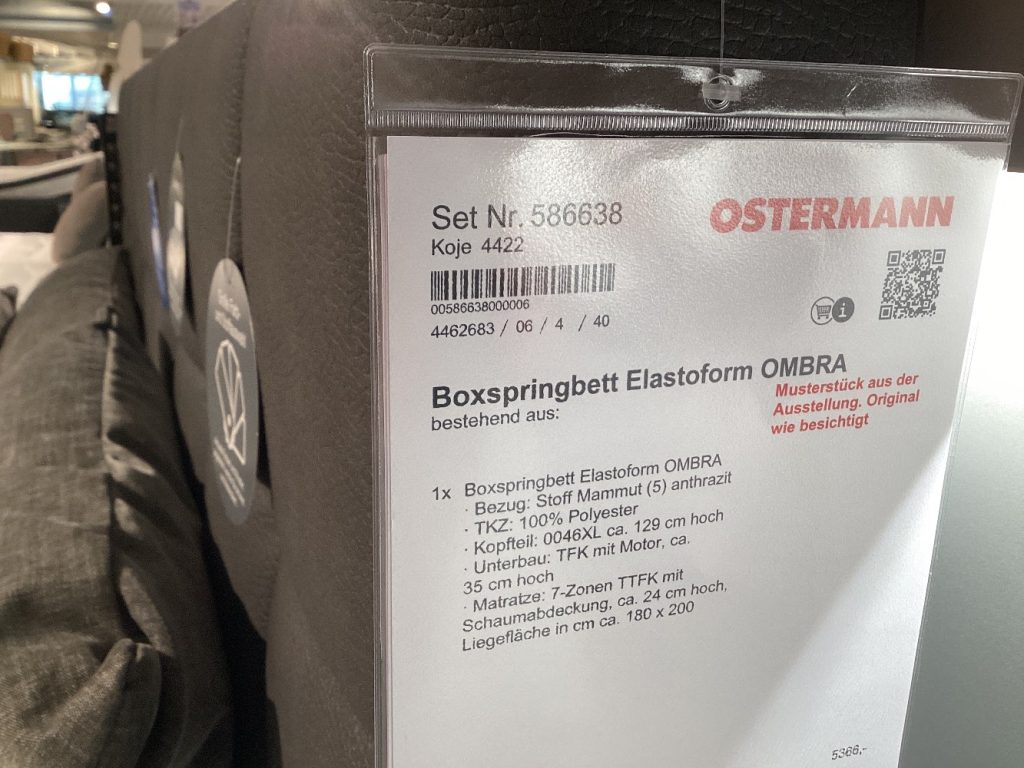 Set Nr. 586638
OSTERMANN
Koje 4422
00586638000006
4462683 / 06 / 4 / 40
i
Boxspringbett Elastoform OMBRA
bestehend aus:
Musterstück aus der
Ausstellung. Original
wie besichtigt
1x Boxspringbett Elastoform OMBRA
· Bezug: Stoff Mammut (5) anthrazit
· TKZ: 100% Polyester
· Kopfteil: 0046XL ca. 129 cm hoch
· Unterbau: TFK mit Motor, ca.
35 cm hoch
· Matratze: 7-Zonen TTFK mit
Schaumabdeckung, ca. 24 cm hoch,
Liegefläche in cm ca. 180 x 200
5366,-